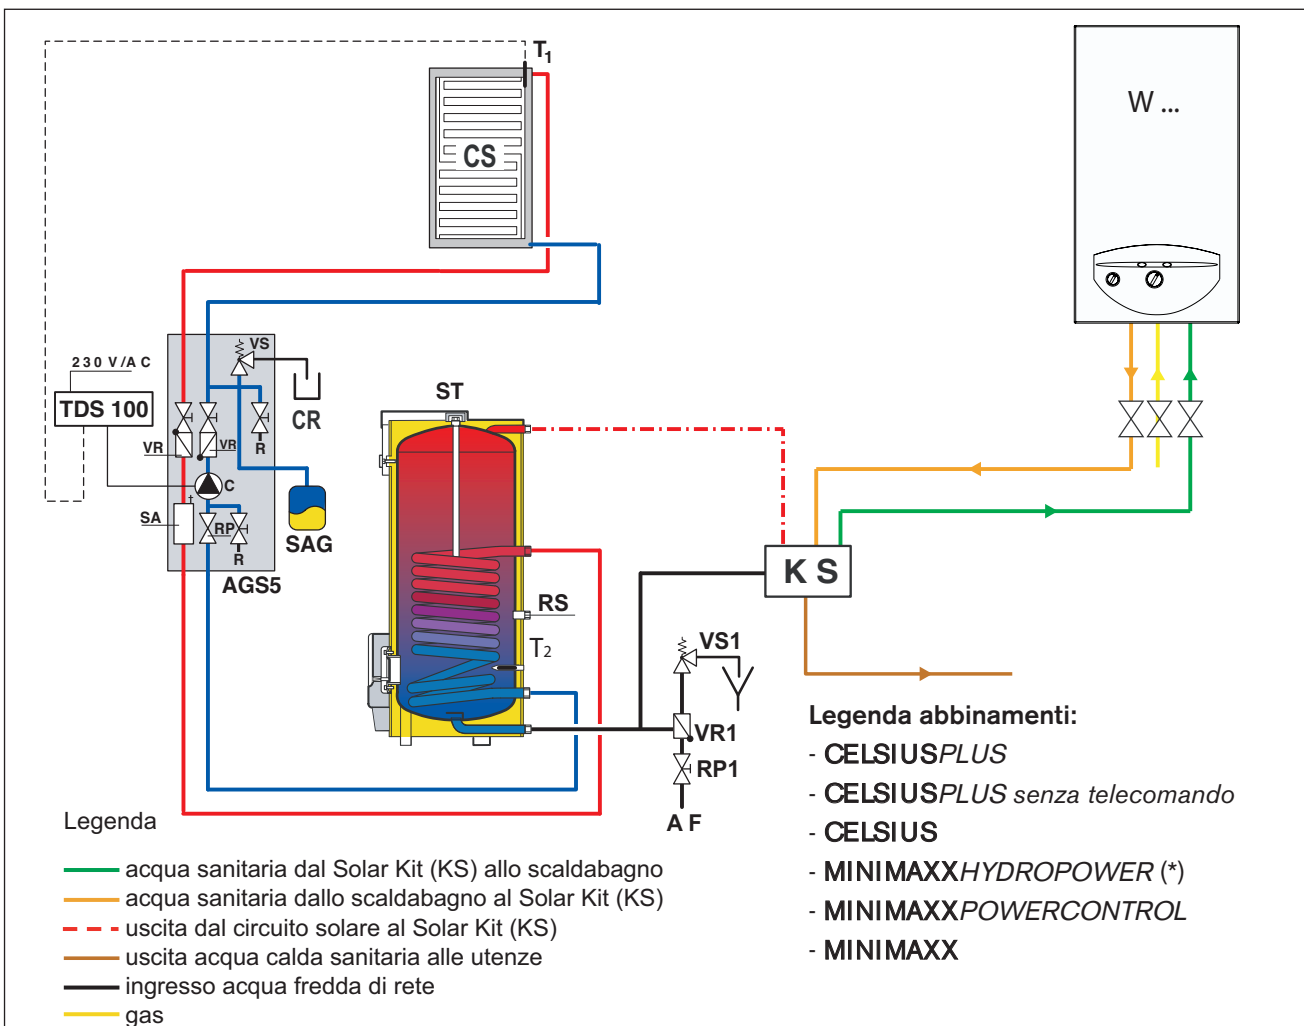 T1
W ...
CS
VS
230 V/AC
TDS 100
CR
ST
R
VR
VR
C
SA
RP
SAG
R
AGS5
KS
RS
T2
VS1
VR1
RP1
AF
Legenda abbinamenti:
- CELSIUSPLUS
- CELSIUSPLUS senza telecomando
- CELSIUS
- MINIMAXXHYDROPOWER (*)
- MINIMAXXPOWERCONTROL
- MINIMAXX
Legenda
acqua sanitaria dal Solar Kit (KS) allo scaldabagno
acqua sanitaria dallo scaldabagno al Solar Kit (KS)
uscita dal circuito solare al Solar Kit (KS)
uscita acqua calda sanitaria alle utenze
ingresso acqua fredda di rete
gas